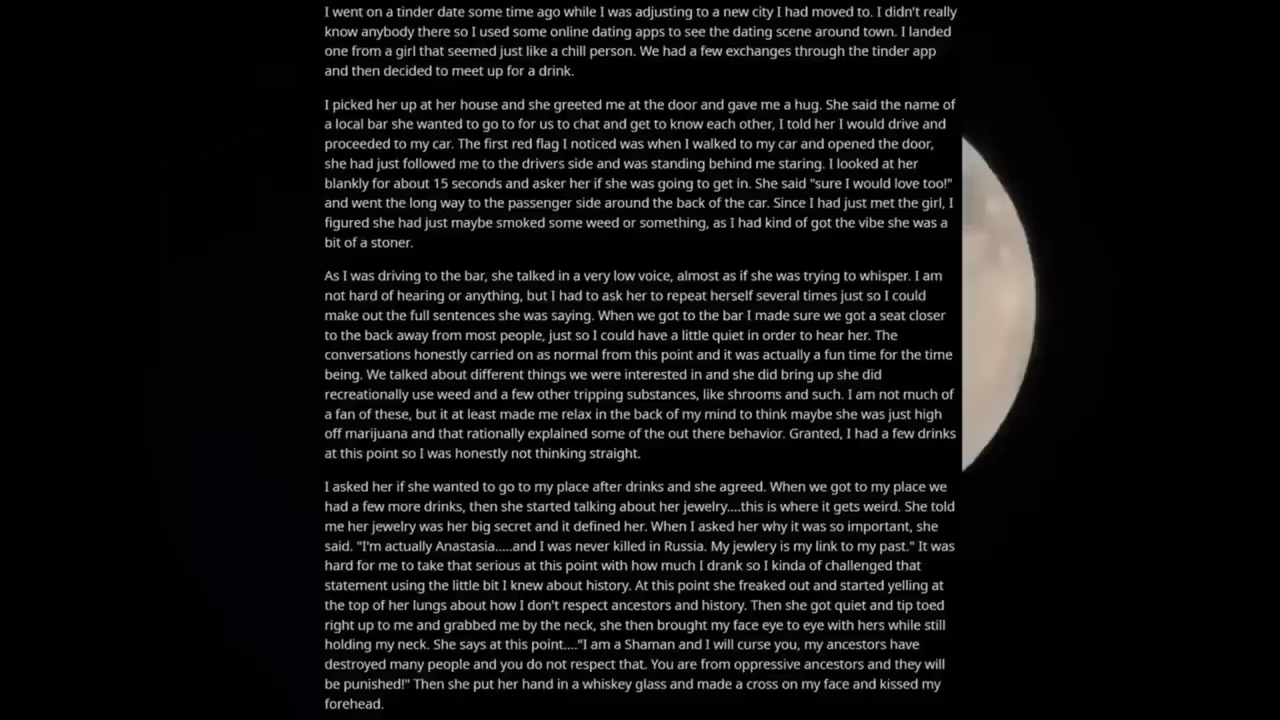 I went on a tinder date some time ago while I was adjusting to a new city I had moved to. I didn't really
know anybody there so I used some online dating apps to see the dating scene around town. I landed
one from a girl that seemed just like a chill person. We had a few exchanges through the tinder app
and then decided to meet up for a drink.
I picked her up at her house and she greeted me at the door and gave me a hug. She said the name of
a local bar she wanted to go to for us to chat and get to know each other, I told her I would drive and
proceeded to my car. The first red flag I noticed was when I walked to my car and opened the door,
she had just followed me to the drivers side and was standing behind me staring. I looked at her
blankly for about 15 seconds and asker her if she was going to get in. She said "sure I would love too!"
and went the long way to the passenger side around the back of the car. Since I had just met the girl, I
figured she had just maybe smoked some weed or something, as I had kind of got the vibe she was a
bit of a stoner.
As I was driving to the bar, she talked in a very low voice, almost as if she was trying to whisper. I am
not hard of hearing or anything, but I had to ask her to repeat herself several times just so I could
make out the full sentences she was saying. When we got to the bar I made sure we got a seat closer
to the back away from most people, just so I could have a little quiet in order to hear her. The
conversations honestly carried on as normal from this point and it was actually a fun time for the time
being. We talked about different things we were interested in and she did bring up she did
recreationally use weed and a few other tripping substances, like shrooms and such. I am not much of
a fan of these, but it at least made me relax in the back of my mind to think maybe she was just high
off marijuana and that rationally explained some of the out there behavior. Granted, I had a few drinks
at this point so I was honestly not thinking straight.
I asked her if she wanted to go to my place after drinks and she agreed. When we got to my place we
had a few more drinks, then she started talking about her jewelry....this is where it gets weird. She told
me her jewelry was her big secret and it defined her. When I asked her why it was so important, she
said. "I'm actually Anastasia.....and I was never killed in Russia. My jewlery is my link to my past." It was
hard for me to take that serious at this point with how much I drank so I kinda of challenged that
statement using the little bit I knew about history. At this point she freaked out and started yelling at
the top of her lungs about how I don't respect ancestors and history. Then she got quiet and tip toed
right up to me and grabbed me by the neck, she then brought my face eye to eye with hers while still
holding my neck. She says at this point...."I am a Shaman and I will curse you, my ancestors have
destroyed many people and you do not respect that. You are from oppressive ancestors and they will
be punished!" Then she put her hand in a whiskey glass and made a cross on my face and kissed my
forehead.